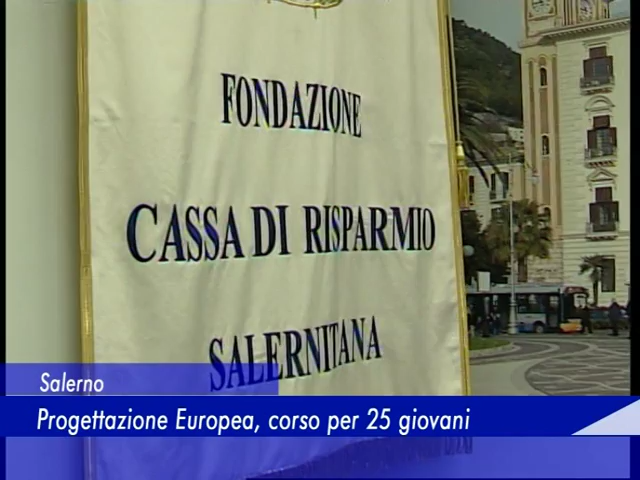 FONDAZIONE
CASSA DI RISPARMIO
SALERNITANA
Salerno
Progettazione Europea, corso per 25 giovani